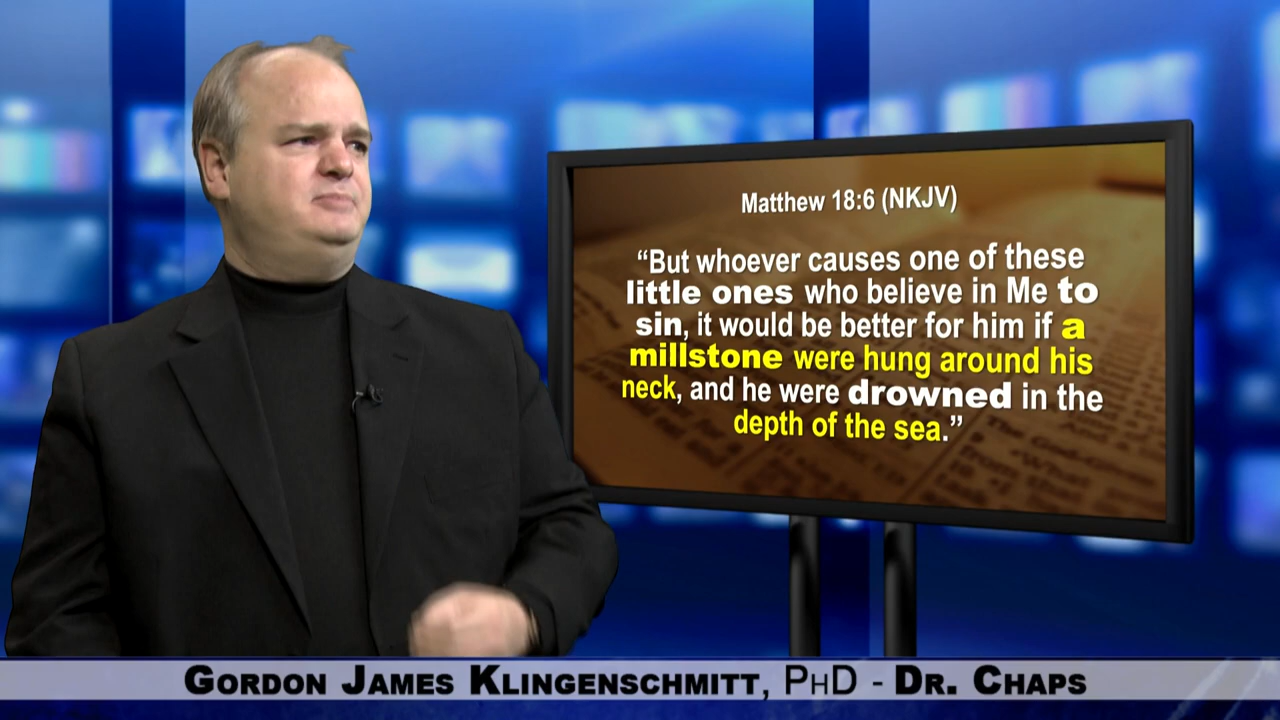 Matthew 18:6 (NKJV)
“But whoever causes one of these
little ones who believe in Me to
sin, it would be better for him if a
millstone were hung around his
neck, and he were drowned in the
depth of the sea.”
GORDON JAMES KLINGENSCHMITT, PHD - DR. CHAPS